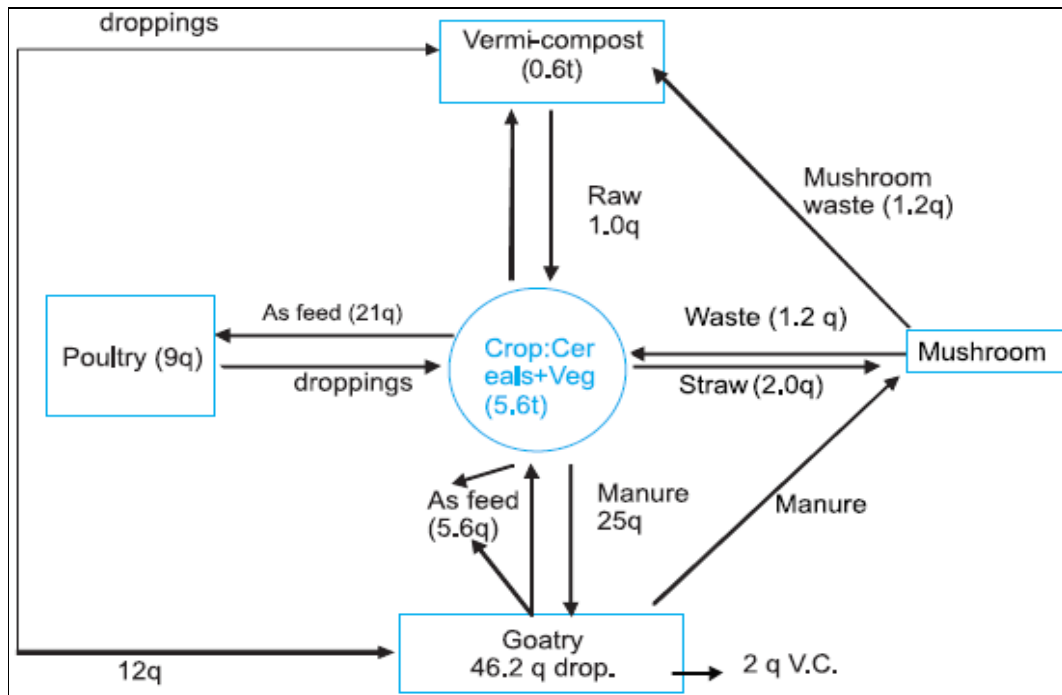 droppings
Vermi-compost
(0.6t)
Mushroom
waste (1.2q)
Raw
1.0q
As feed (21q)
Waste (1.2 q)
Poultry (9q)
Crop:Cer
eals+Veg
(5.6t)
Mushroom
droppings
Straw (2.0q)
As feed
(5.6q)
Manure
25q
Manure
Goatry
46.2 q drop.
12q
2 q V.C.